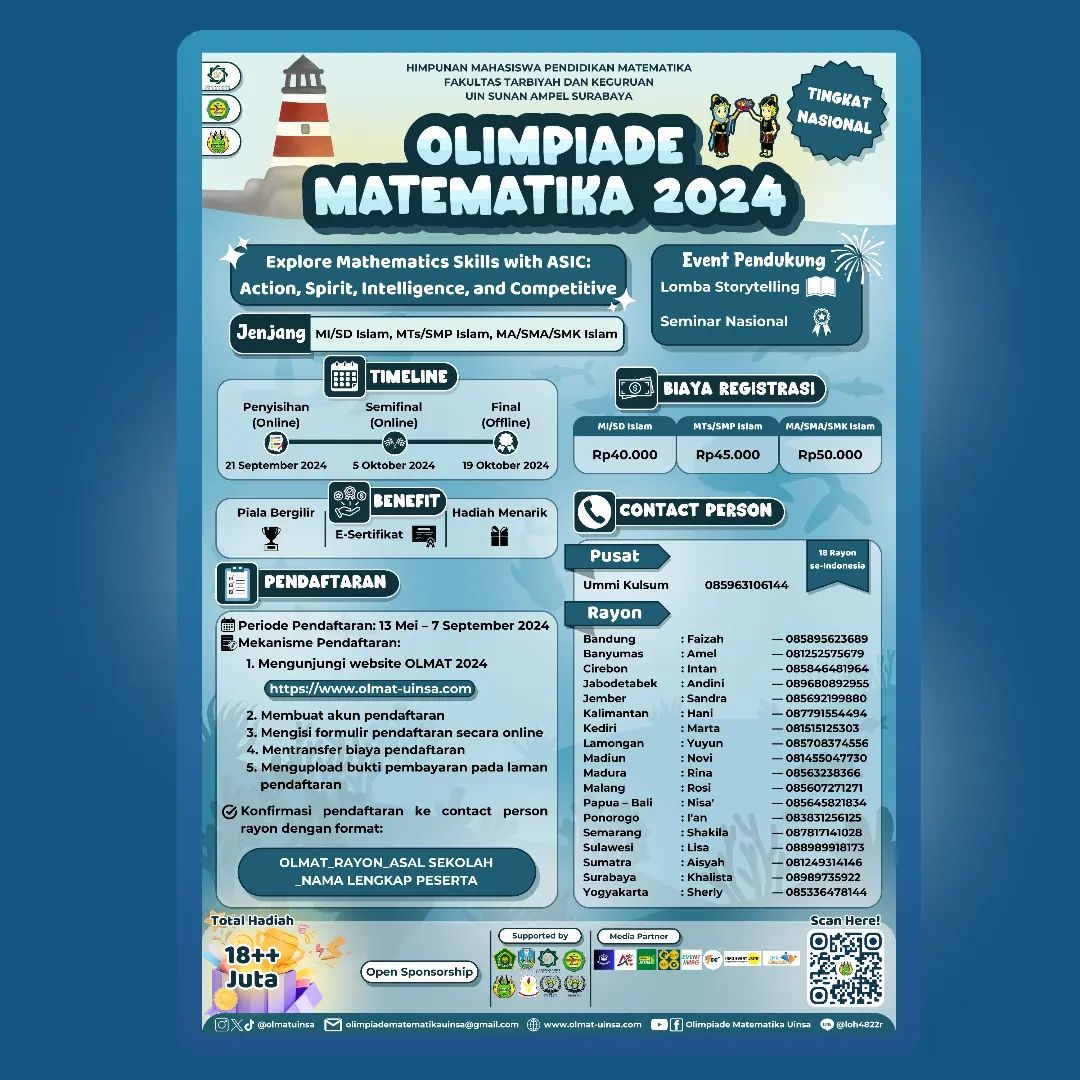 HIMPUNAN MAHASISWA PENDIDIKAN MATEMATIKA
FAKULTAS TARBIYAH DAN KEGURUAN
UIN SUNAN AMPEL SURABAYA
TINGKAT
NASIONAL
OLIMPIADE
MATEMATIKA 2024
Explore Mathematics Skills with ASIC:
Action, Spirit, Intelligence, and Competitive
Event Pendukung
Lomba Storytelling
Seminar Nasional
Jenjang MI/SD Islam, MTs/SMP Islam, MA/SMA/SMK Islam
TIMELINE
Penyisihan (Online) 21 September 2024
Semifinal (Online) 5 Oktober 2024
Final (Offline) 19 Oktober 2024
BIAYA REGISTRASI
MI/SD Islam MTs/SMP Islam MA/SMA/SMK Islam
Rp40.000 Rp45.000 Rp50.000
BENEFIT
Piala Bergilir
E-Sertifikat
Hadiah Menarik
PENDAFTARAN
Periode Pendaftaran: 13 Mei – 7 September 2024
Mekanisme Pendaftaran:
1. Mengunjungi website OLMAT 2024
https://www.olmat-uinsa.com
2. Membuat akun pendaftaran
3. Mengisi formulir pendaftaran secara online
4. Mentransfer biaya pendaftaran
5. Mengupload bukti pembayaran pada laman
pendaftaran
Konfirmasi pendaftaran ke contact person
rayon dengan format:
OLMAT_RAYON_ASAL SEKOLAH
_NAMA LENGKAP PESERTA
CONTACT PERSON
Pusat
18 Rayon
se-Indonesia
Ummi Kulsum 085963106144
Rayon
Bandung : Faizah — 085895623689
Banyumas : Amel — 081252575679
Cirebon : Intan — 085846481964
Jabodetabek : Andini — 089680892955
Jember : Sandra — 085692199880
Kalimantan : Hani — 087791554494
Kediri : Marta — 081515125303
Lamongan : Yuyun — 085708374556
Madiun : Novi — 081455047730
Madura : Rina — 08563238366
Malang : Rosi — 085607271271
Papua – Bali : Nisa' — 085645821834
Ponorogo : I'an — 083831256125
Semarang : Shakila — 087817141028
Sulawesi : Lisa — 088989918173
Sumatra : Aisyah — 081249314146
Surabaya : Khalista — 08989735922
Yogyakarta : Sherly — 085336478144
Total Hadiah
18++
Juta
Open Sponsorship
Supported by
Media Partner
Scan Here!
@olmatuinsa olimpiadematematikauinsa@gmail.com www.olmat-uinsa.com Olimpiade Matematika Uinsa @loh4822r